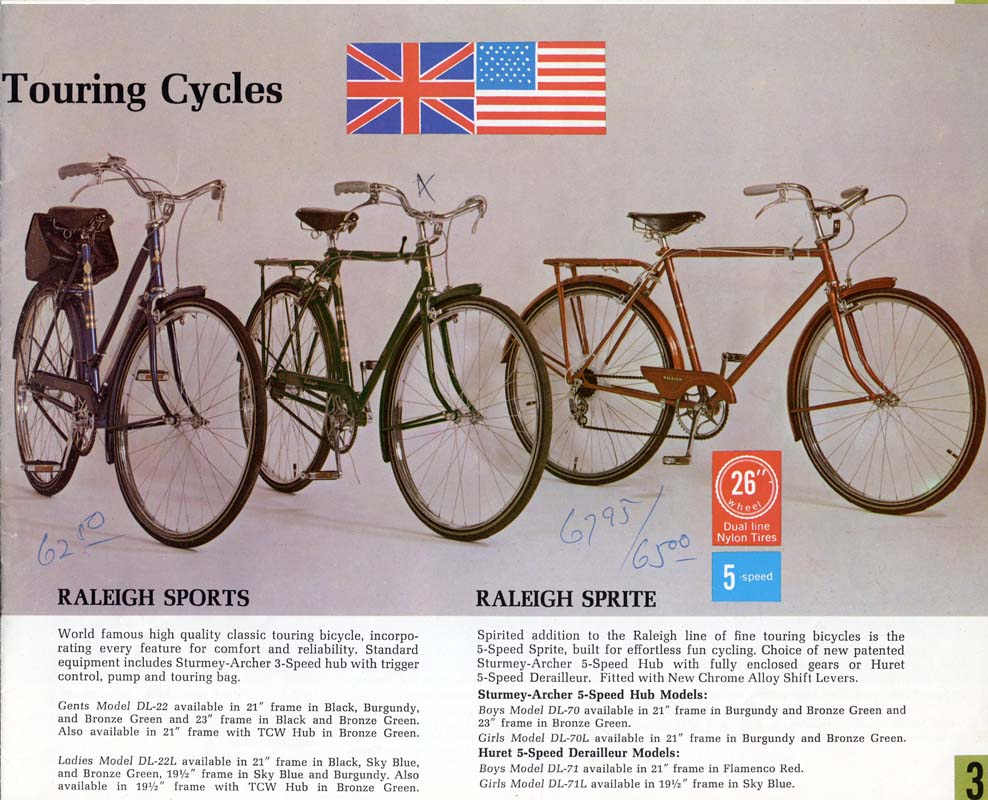 Touring Cycles
RALEIGH
26"
wheel
Dual line
Nylon Tires
5-speed
6795/
6500
RALEIGH SPORTS
World famous high quality classic touring bicycle, incorpo-
rating every feature for comfort and reliability. Standard
equipment includes Sturmey-Archer 3-Speed hub with trigger
control, pump and touring bag.
Gents Model DL-22 available in 21" frame in Black, Burgundy,
and Bronze Green and 23" frame in Black and Bronze Green.
Also available in 21" frame with TCW Hub in Bronze Green.
Ladies Model DL-22L available in 21" frame in Black, Sky Blue,
and Bronze Green, 19½" frame in Sky Blue and Burgundy. Also
available in 19½" frame with TCW Hub in Bronze Green.
RALEIGH SPRITE
Spirited addition to the Raleigh line of fine touring bicycles is the
5-Speed Sprite, built for effortless fun cycling. Choice of new patented
Sturmey-Archer 5-Speed Hub with fully enclosed gears or Huret
5-Speed Derailleur. Fitted with New Chrome Alloy Shift Levers.
Sturmey-Archer 5-Speed Hub Models:
Boys Model DL-70 available in 21" frame in Burgundy and Bronze Green and
23" frame in Bronze Green.
Girls Model DL-70L available in 21" frame in Burgundy and Bronze Green.
Huret 5-Speed Derailleur Models:
Boys Model DL-71 available in 21" frame in Flamenco Red.
Girls Model DL-71L available in 19½" frame in Sky Blue.
3